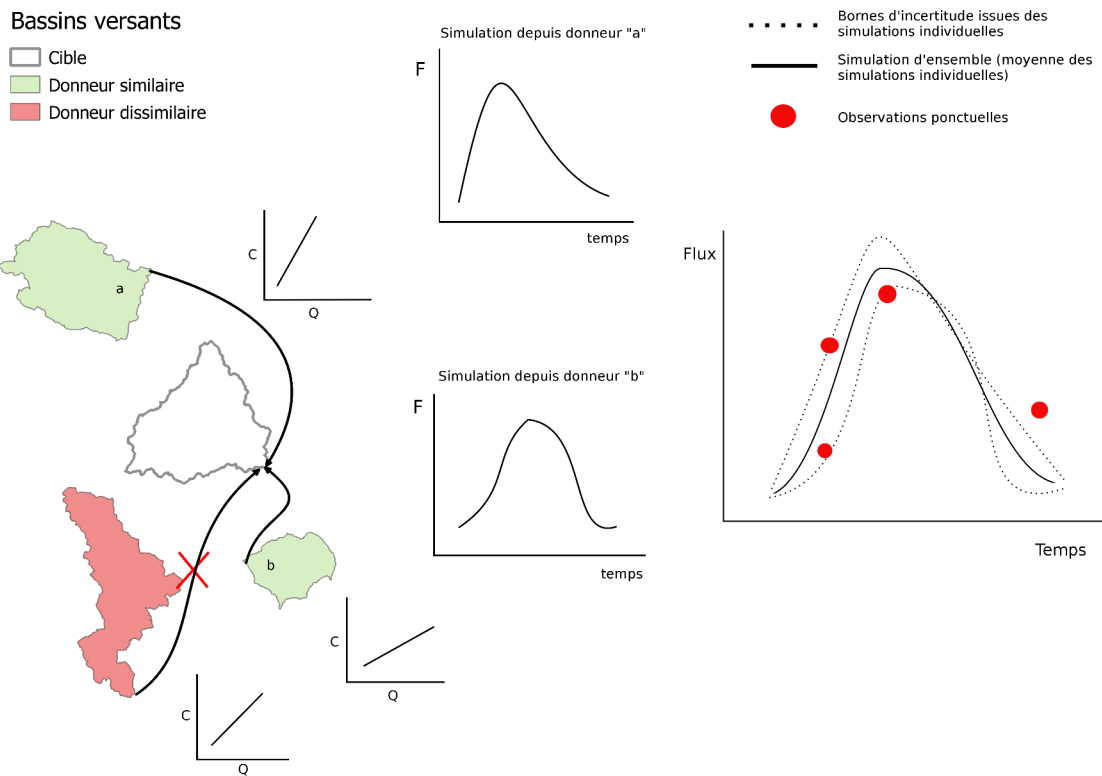 Bassins versants
Cible
Donneur similaire
Donneur dissimilaire
Simulation depuis donneur "a"
F
temps
Bornes d'incertitude issues des
simulations individuelles
Simulation d'ensemble (moyenne des
simulations individuelles)
Observations ponctuelles
a
C
Q
Flux
Temps
Simulation depuis donneur "b"
F
temps
b
C
Q
C
Q